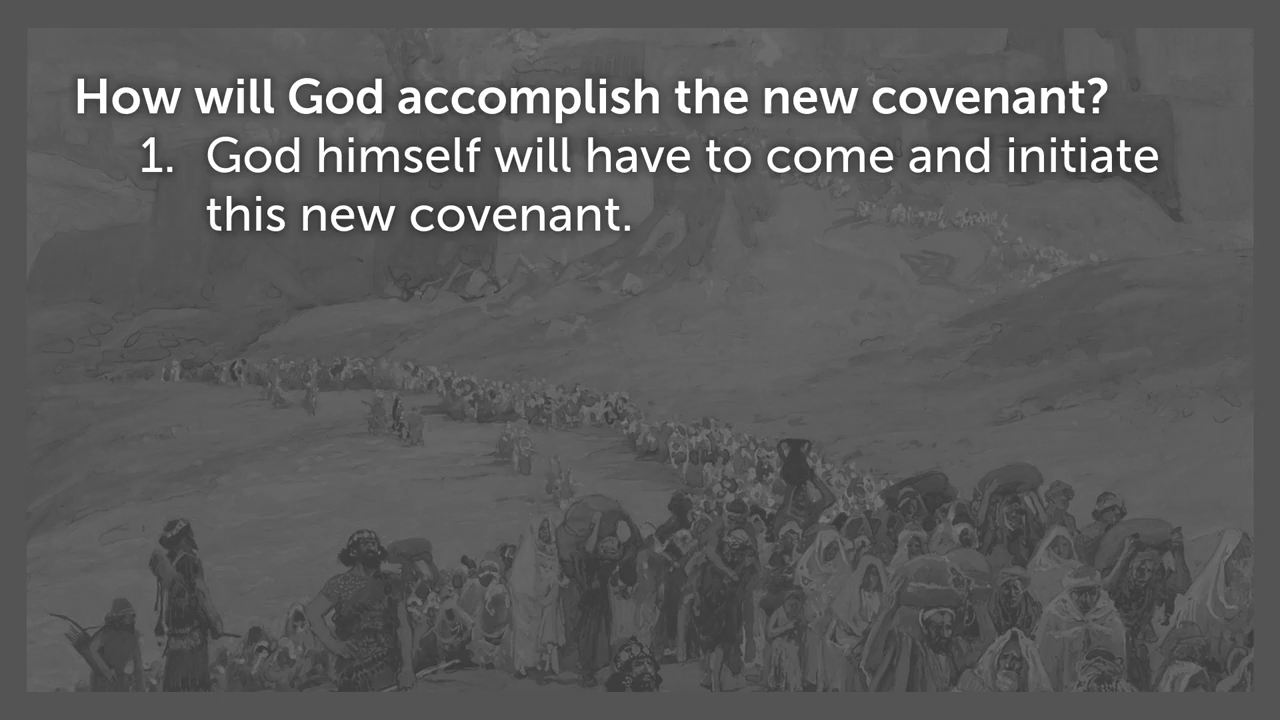 How will God accomplish the new covenant?
1. God himself will have to come and initiate
this new covenant.